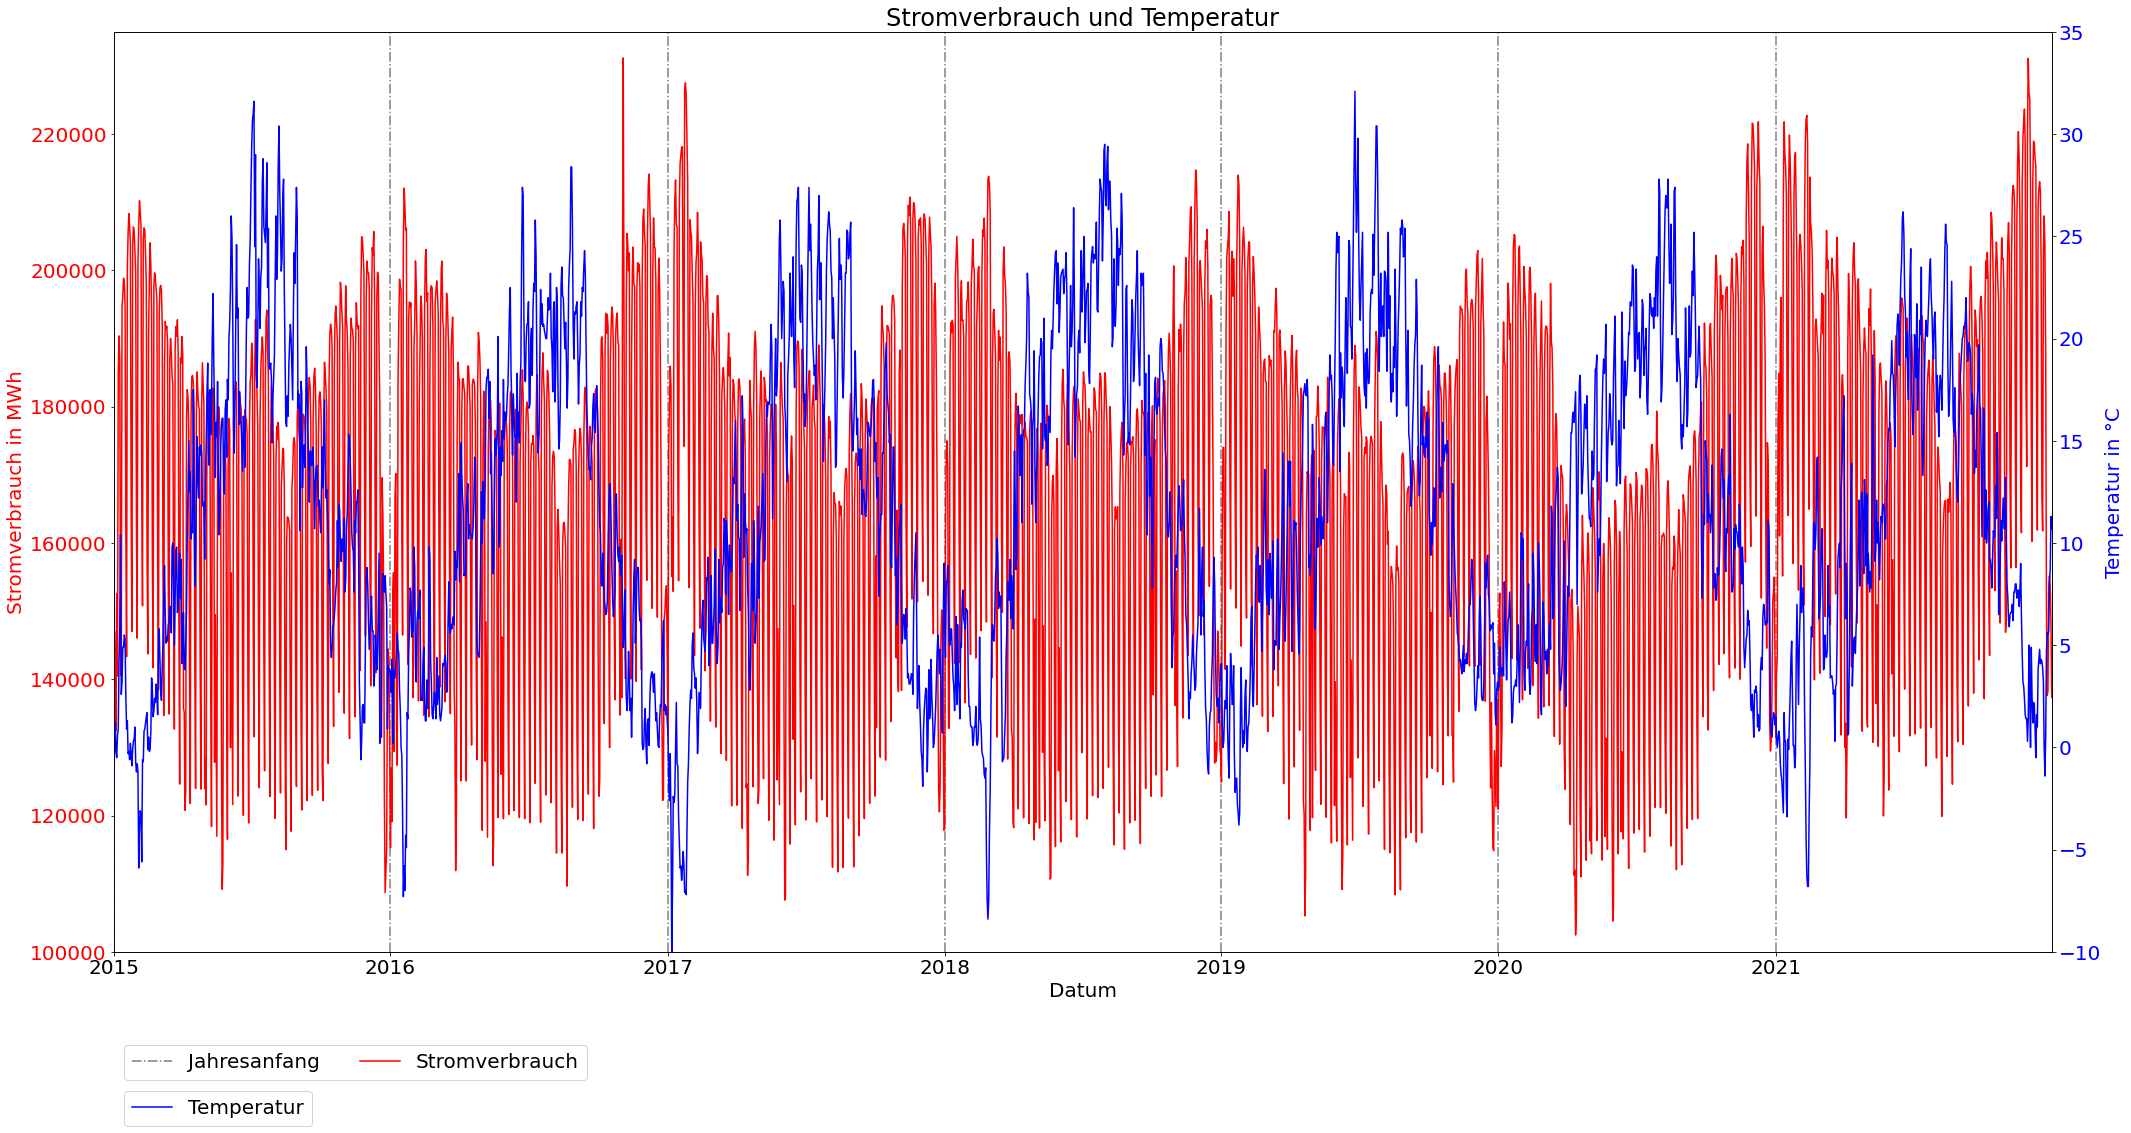 Stromverbrauch und Temperatur
Stromverbrauch in MWh
220000
200000
180000
160000
140000
120000
100000
35
30
25
20
15
10
5
0
−5
−10
Temperatur in °C
2015 2016 2017 2018 2019 2020 2021
Datum
Jahresanfang Stromverbrauch
Temperatur